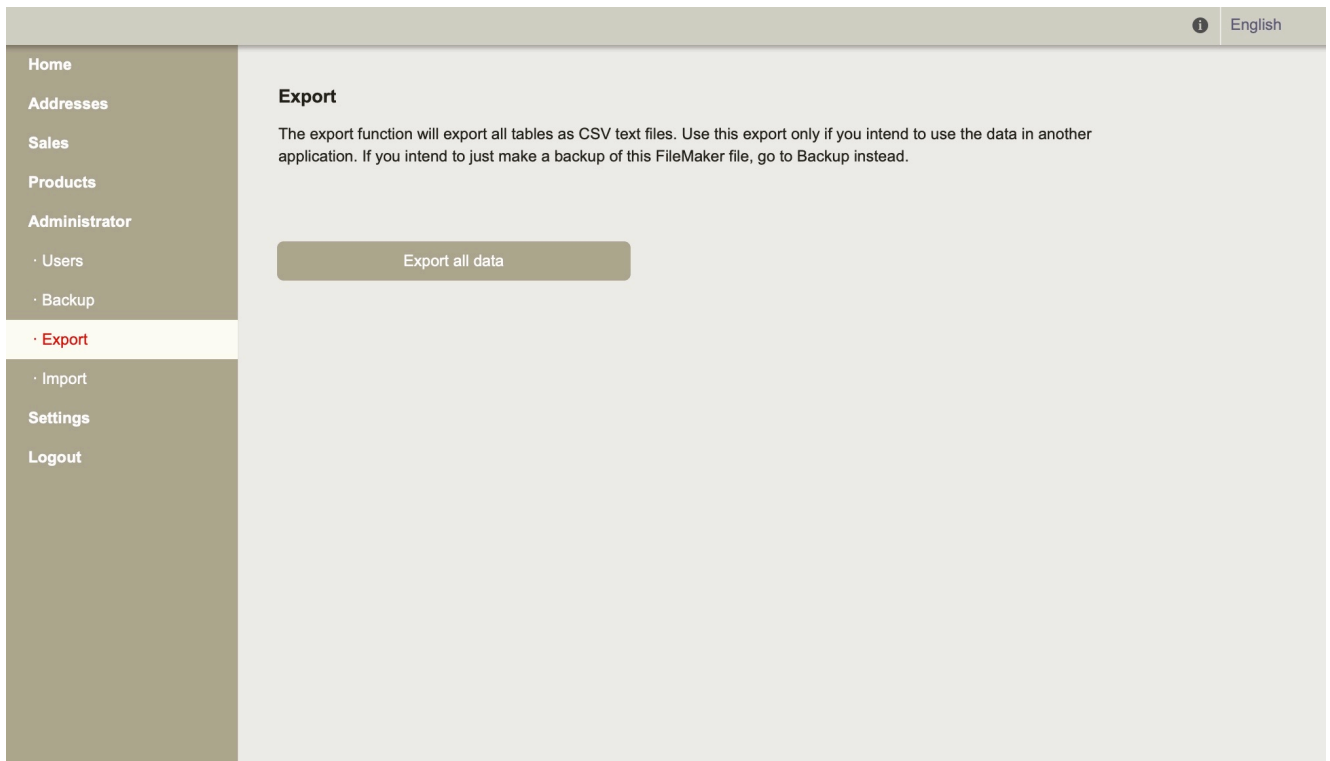 English
Home
Addresses
Sales
Products
Administrator
· Users
· Backup
· Export
· Import
Settings
Logout
Export
The export function will export all tables as CSV text files. Use this export only if you intend to use the data in another
application. If you intend to just make a backup of this FileMaker file, go to Backup instead.
Export all data